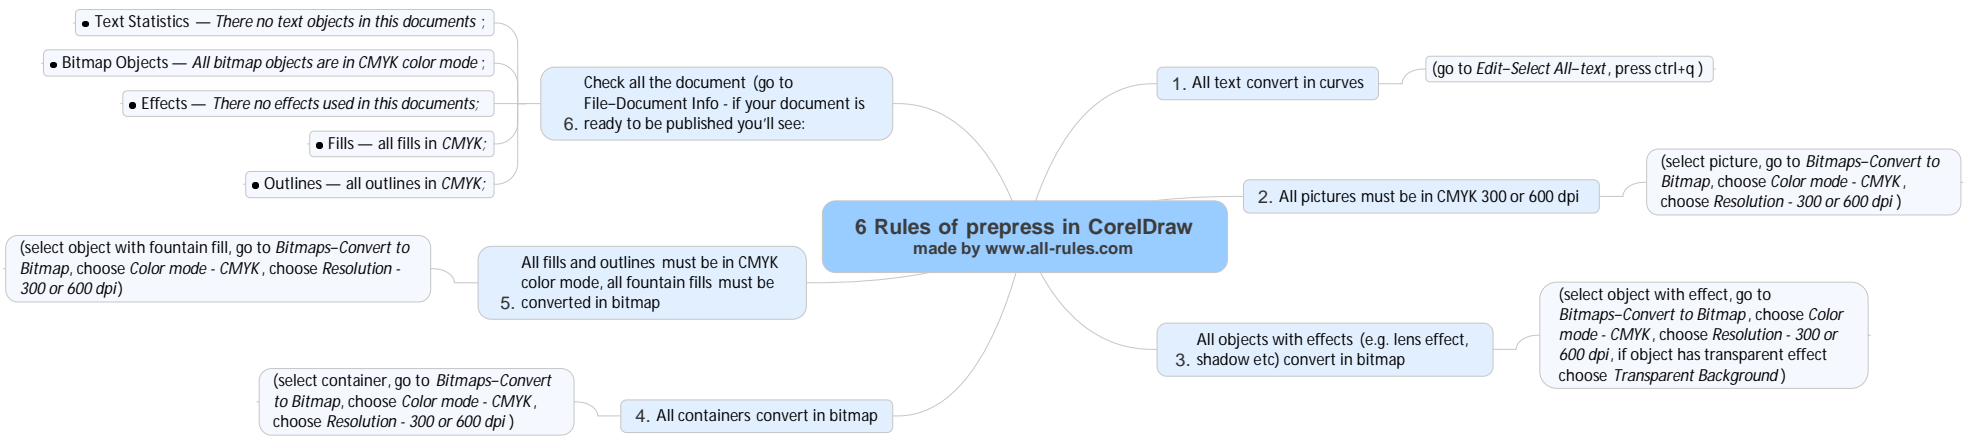 6 Rules of prepress in CorelDraw
made by www.all-rules.com
1. All text convert in curves
(go to Edit–Select All–text, press ctrl+q )
2. All pictures must be in CMYK 300 or 600 dpi
(select picture, go to Bitmaps–Convert to
Bitmap, choose Color mode - CMYK ,
choose Resolution - 300 or 600 dpi )
All objects with effects (e.g. lens effect,
3. shadow etc) convert in bitmap
(select object with effect, go to
Bitmaps–Convert to Bitmap , choose Color
mode - CMYK , choose Resolution - 300 or
600 dpi , if object has transparent effect
choose Transparent Background )
4. All containers convert in bitmap
(select container, go to Bitmaps–Convert
to Bitmap, choose Color mode - CMYK ,
choose Resolution - 300 or 600 dpi )
All fills and outlines must be in CMYK
color mode, all fountain fills must be
5. converted in bitmap
(select object with fountain fill, go to Bitmaps–Convert to
Bitmap, choose Color mode - CMYK , choose Resolution -
300 or 600 dpi)
Check all the document (go to
File–Document Info - if your document is
6. ready to be published you'll see:
• Text Statistics — There no text objects in this documents ;
• Bitmap Objects — All bitmap objects are in CMYK color mode ;
• Effects — There no effects used in this documents;
• Fills — all fills in CMYK;
• Outlines — all outlines in CMYK;